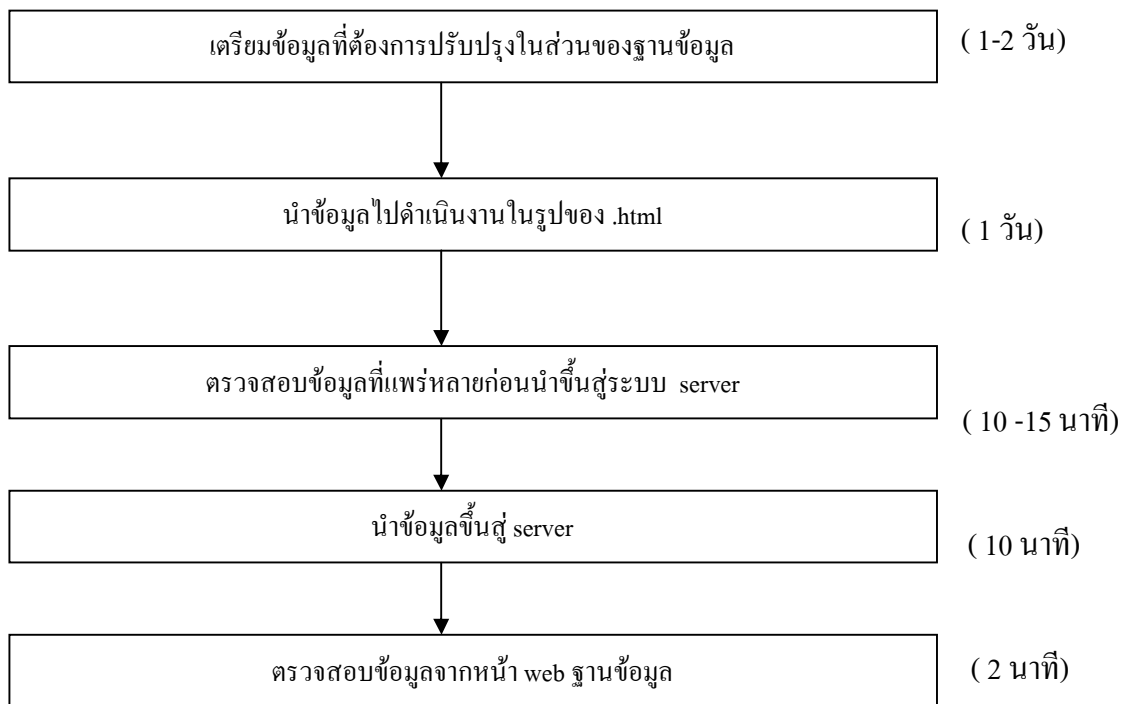 เตรียมข้อมูลที่ต้องการปรับปรุงในส่วนของฐานข้อมูล
( 1-2 วัน)
นำข้อมูลไปดำเนินงานในรูปของ .html
( 1 วัน)
ตรวจสอบข้อมูลที่แพร่หลายก่อนนำขึ้นสู่ระบบ server
( 10 -15 นาที)
นำข้อมูลขึ้นสู่ server
( 10 นาที)
ตรวจสอบข้อมูลจากหน้า web ฐานข้อมูล
( 2 นาที)